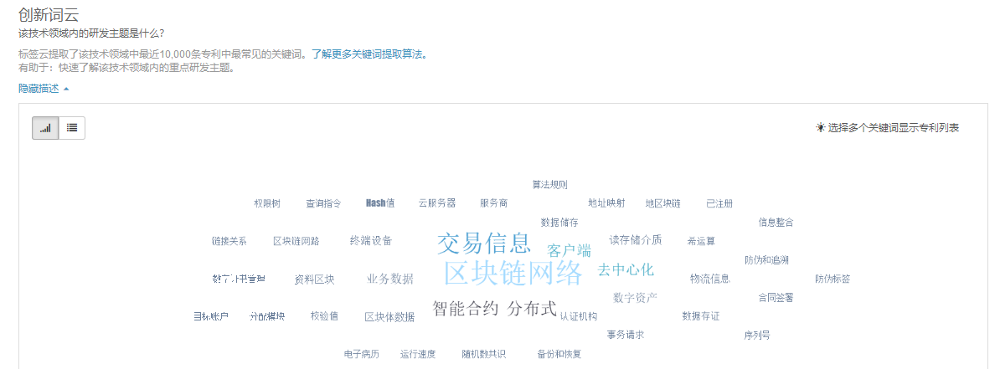 创新词云
该技术领域内的研发主题是什么?
标签云提取了该技术领域中最近10,000条专利中最常见的关键词。了解更多关键词提取算法。
有助于：快速了解该技术领域内的重点研发主题。
隐藏描述
选择多个关键词显示专利列表
算法规则
权限树 查询指令 Hash值 云服务器 服务商 地址映射 地区块链 已注册
数据储存 信息整合
链接关系 区块链网路 终端设备 交易信息 客户端 读存储介质 希运算
防伪和追溯
数字证书管理 资料区块 业务数据 区块链网络 去中心化 物流信息 防伪标签
数字资产 合同签署
目标账户 分配模块 校验值 区块体数据 智能合约 分布式 认证机构 数据存证
事务请求 序列号
电子病历 运行速度 随机数共识 备份和恢复